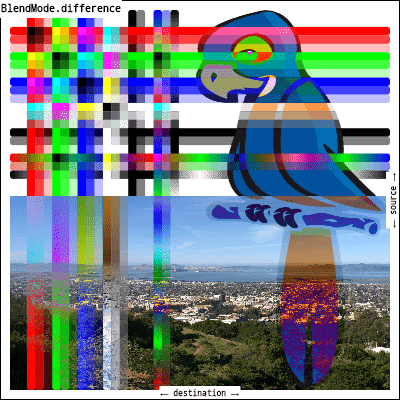 BlendMode.difference
← source →
← destination →